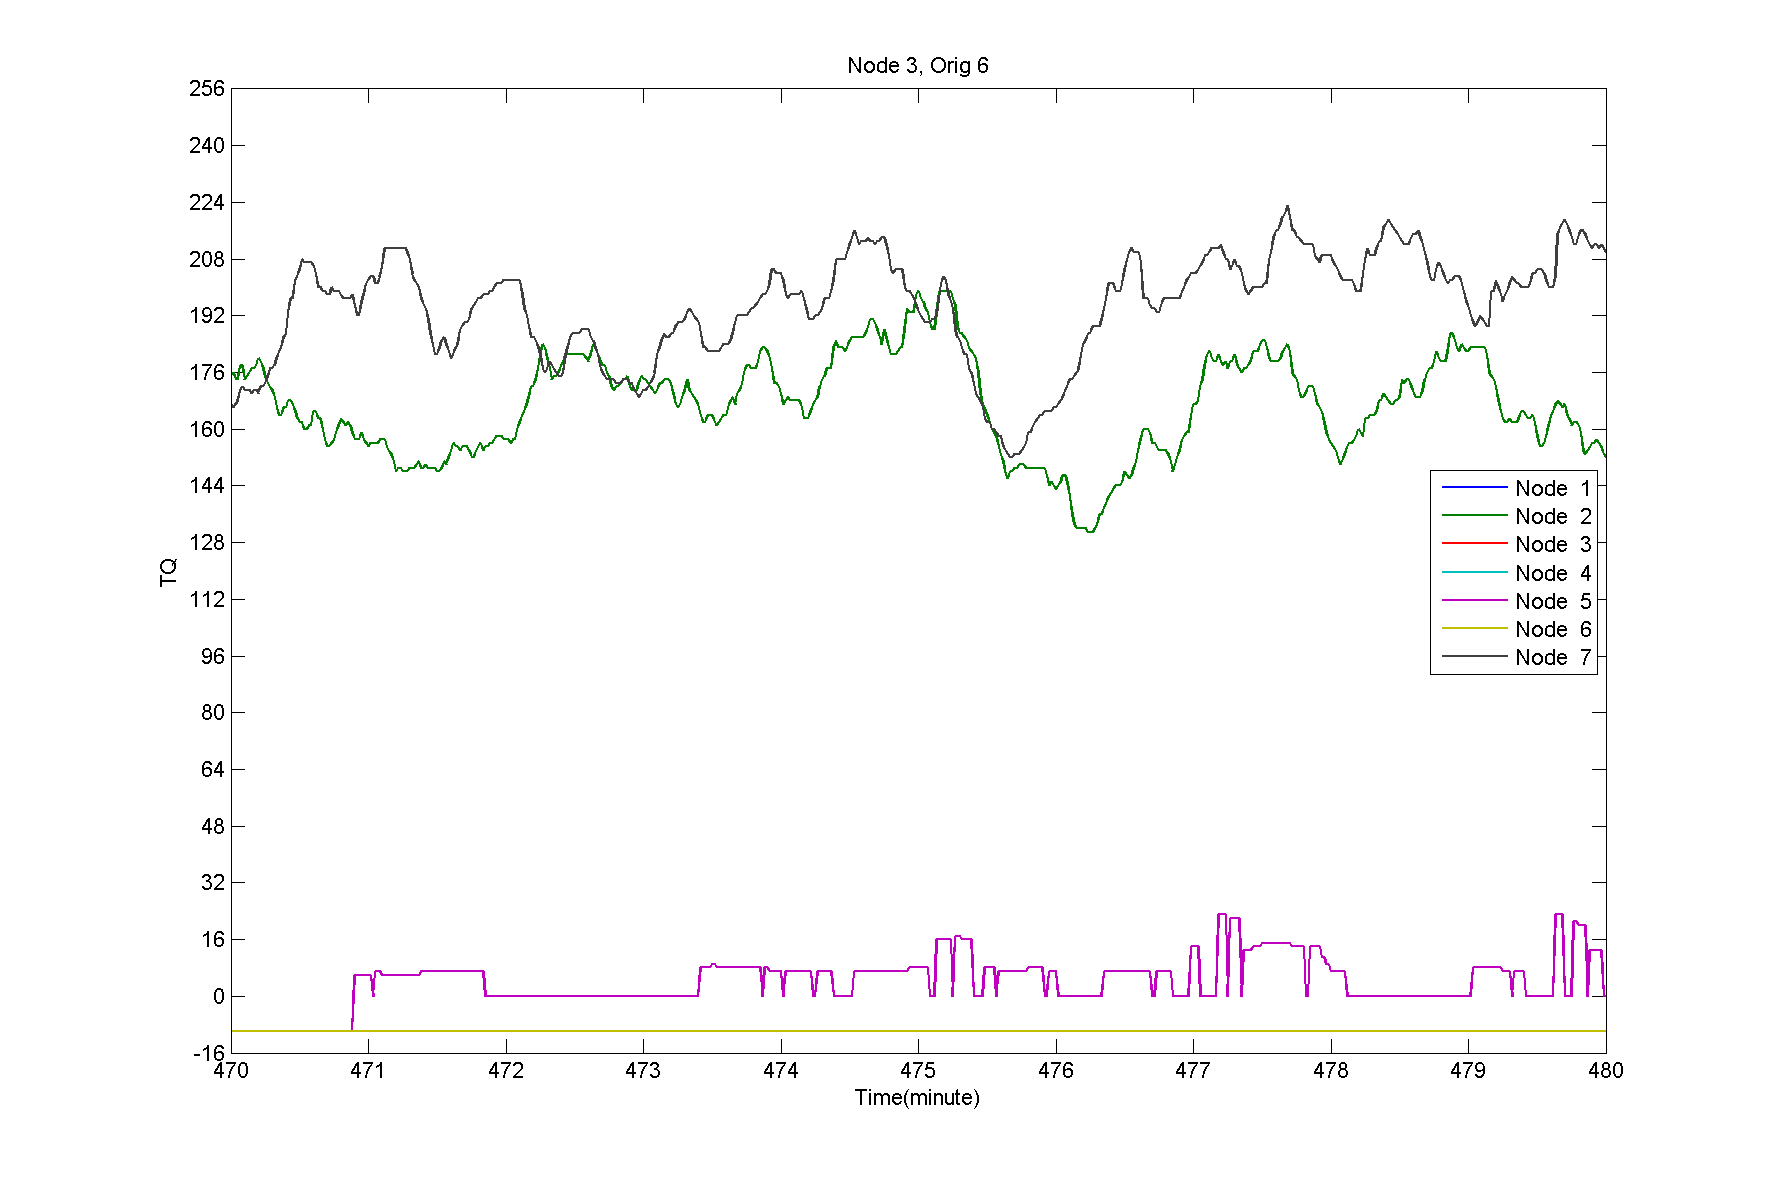 Node 3, Orig 6
256
240
224
208
192
176
160
144
128
112
96
80
64
48
32
16
0
-16
TQ
Node 1
Node 2
Node 3
Node 4
Node 5
Node 6
Node 7
470 471 472 473 474 475 476 477 478 479 480
Time(minute)